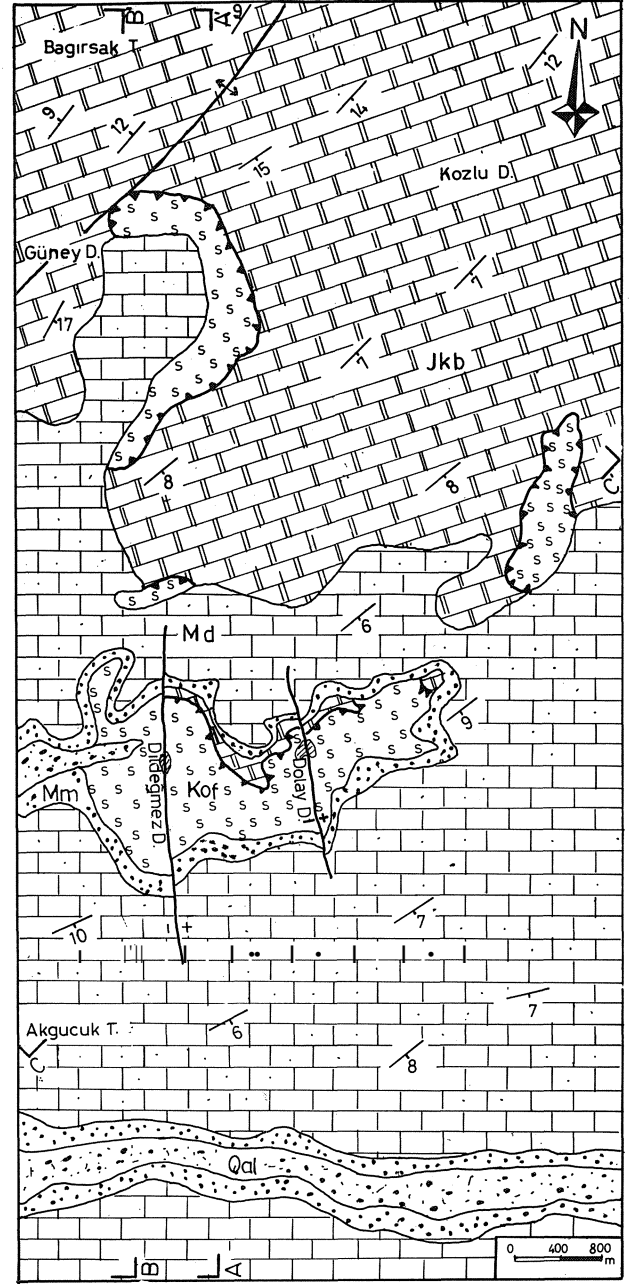 B'
A'
9
Bagırsak T.
N
12
9
12
14
15
Kozlu D.
Güney D.
17
7
7
Jkb
8
8
C'
6
Md
9
Mm
Kof
Dildeğmez D.
Dolay D.
10
7
- +
+
7
Akgucuk T.
6
8
C
Qal
B
A
0 400 800
m